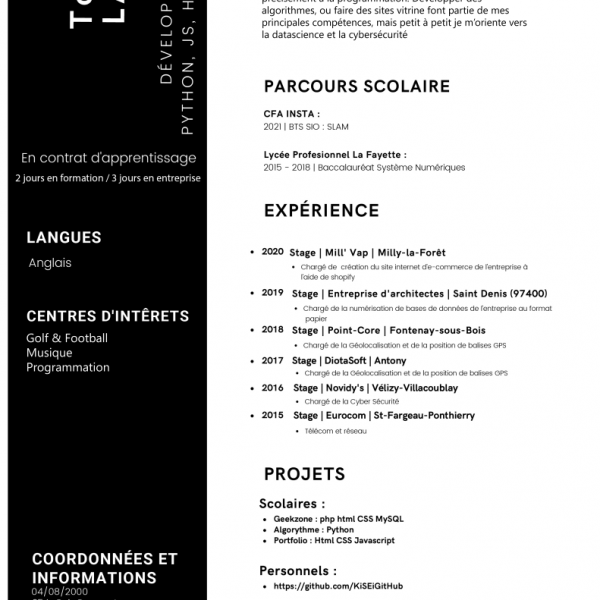 DÉVELOP
PYTHON, JS, H
En contrat d'apprentissage
2 jours en formation / 3 jours en entreprise
LANGUES
Anglais
CENTRES D'INTÊRETS
Golf & Football
Musique
Programmation
COORDONNÉES ET
INFORMATIONS
04/08/2000
précisement à la programmation. Développer des
algorithmes, ou faire des sites vitrine font partie de mes
principales compétences, mais petit à petit je m'oriente vers
la datascience et la cybersécurité
PARCOURS SCOLAIRE
CFA INSTA :
2021 | BTS SIO : SLAM
Lycée Profesionnel La Fayette :
2015 - 2018 | Baccalauréat Système Numériques
EXPÉRIENCE
2020 Stage | Mill' Vap | Milly-la-Forêt
Chargé de création du site internet d'e-commerce de l'entreprise à
l'aide de shopify
2019 Stage | Entreprise d'architectes | Saint Denis (97400)
Chargé de la numérisation de bases de données de l'entreprise au format
papier
2018 Stage | Point-Core | Fontenay-sous-Bois
Chargé de la Géolocalisation et de la position de balises GPS
2017 Stage | DiotaSoft | Antony
Chargé de la Géolocalisation et de la position de balises GPS
2016 Stage | Novidy's | Vélizy-Villacoublay
Chargé de la Cyber Sécurité
2015 Stage | Eurocom | St-Fargeau-Ponthierry
Télécom et réseau
PROJETS
Scolaires :
Geekzone : php html CSS MySQL
Algorythme : Python
Portfolio : Html CSS Javascript
Personnels :
https://github.com/KiSEiGitHub